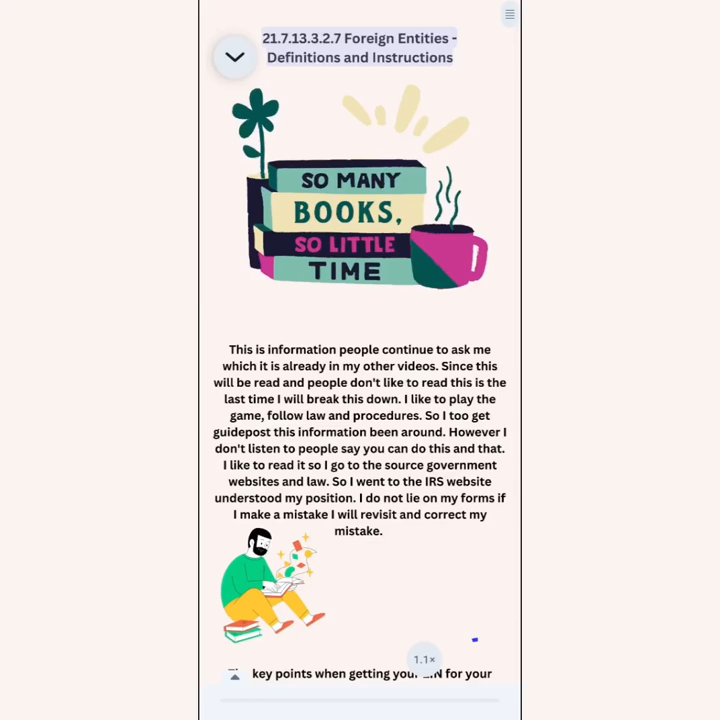 21.7.13.3.2.7 Foreign Entities -
Definitions and Instructions
SO MANY
BOOKS,
SO LITTLE
TIME
This is information people continue to ask me
which it is already in my other videos. Since this
will be read and people don't like to read this is the
last time I will break this down. I like to play the
game, follow law and procedures. So I too get
guidepost this information been around. However I
don't listen to people say you can do this and that.
I like to read it so I go to the source government
websites and law. So I went to the IRS website
understood my position. I do not lie on my forms if
I make a mistake I will revisit and correct my
mistake.
1.1×
key points when getting your EIN for your